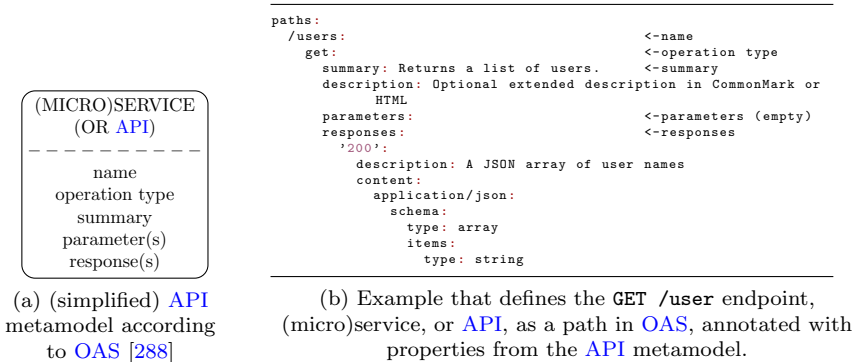 (MICRO)SERVICE
(OR API)
name
operation type
summary
parameter(s)
response(s)
(a) (simplified) API
metamodel according
to OAS [288]
paths:
/users: <-name
get: <-operation type
summary: Returns a list of users. <-summary
description: Optional extended description in CommonMark or
HTML
parameters: <-parameters (empty)
responses: <-responses
'200':
description: A JSON array of user names
content:
application/json:
schema:
type: array
items:
type: string
(b) Example that defines the GET /user endpoint,
(micro)service, or API, as a path in OAS, annotated with
properties from the API metamodel.